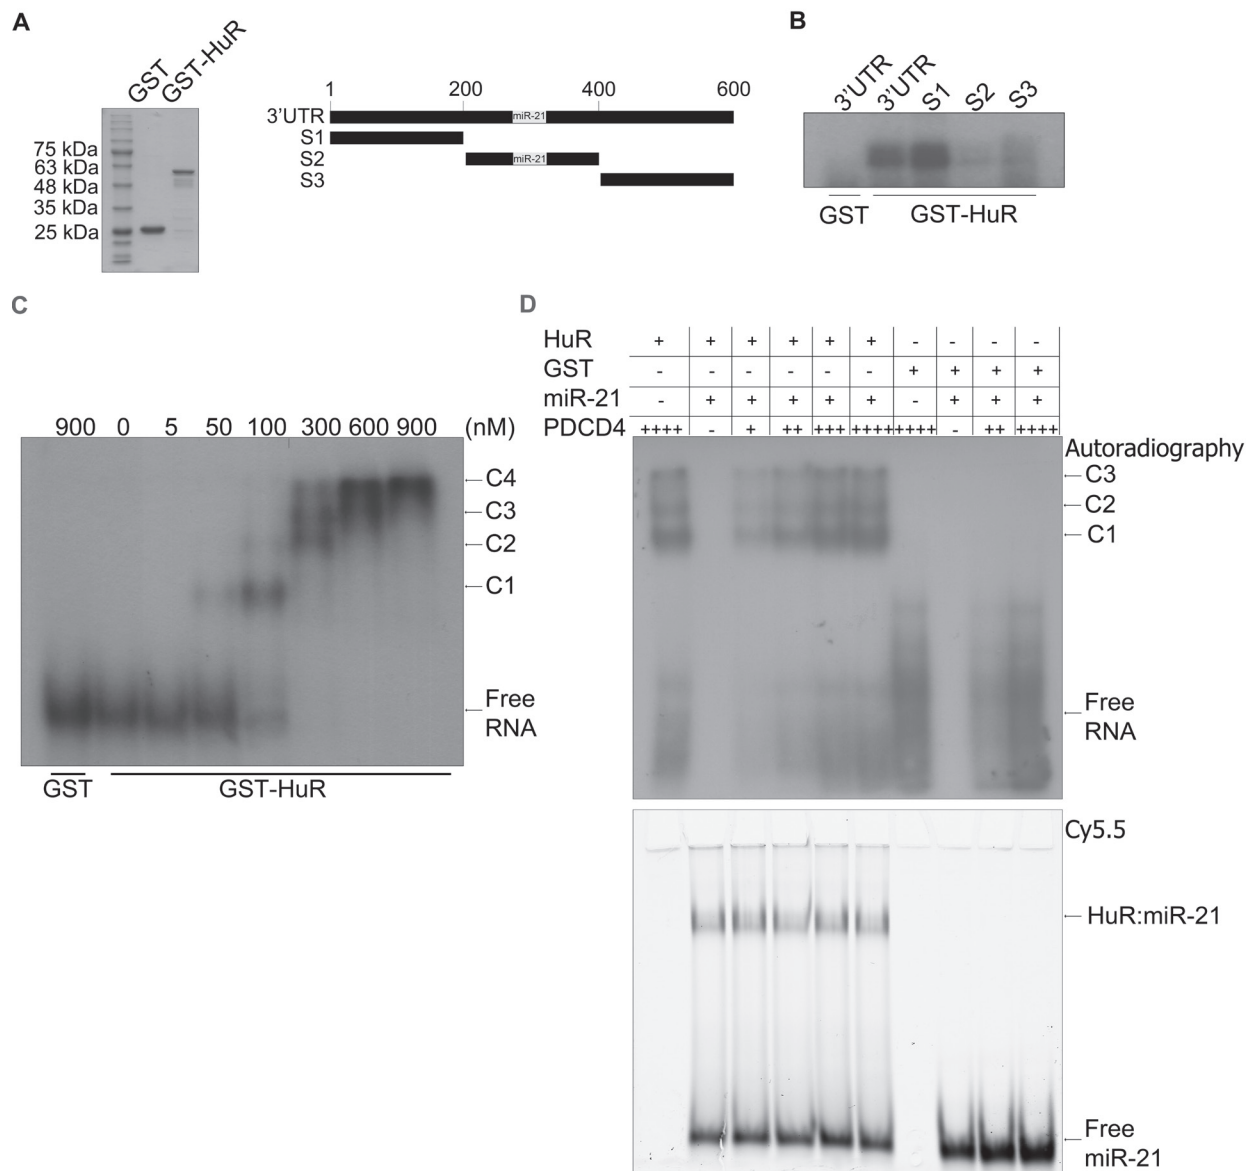 A
GST
GST-HuR
75 kDa
63 kDa
48 kDa
35 kDa
25 kDa
1 200 400 600
3'UTR miR-21
S1
S2 miR-21
S3
B
3'UTR 3'UTR S1 S2 S3
GST GST-HuR
C
900 0 5 50 100 300 600 900 (nM)
C4
C3
C2
C1
Free
RNA
GST GST-HuR
D
HuR + + + + + + - - - -
GST - - - - - - + + + +
miR-21 - + + + + + - + + +
PDCD4 ++++ - + ++ +++ ++++ ++++ - ++ ++++
Autoradiography
C3
C2
C1
Free
RNA
Cy5.5
HuR:miR-21
Free
miR-21